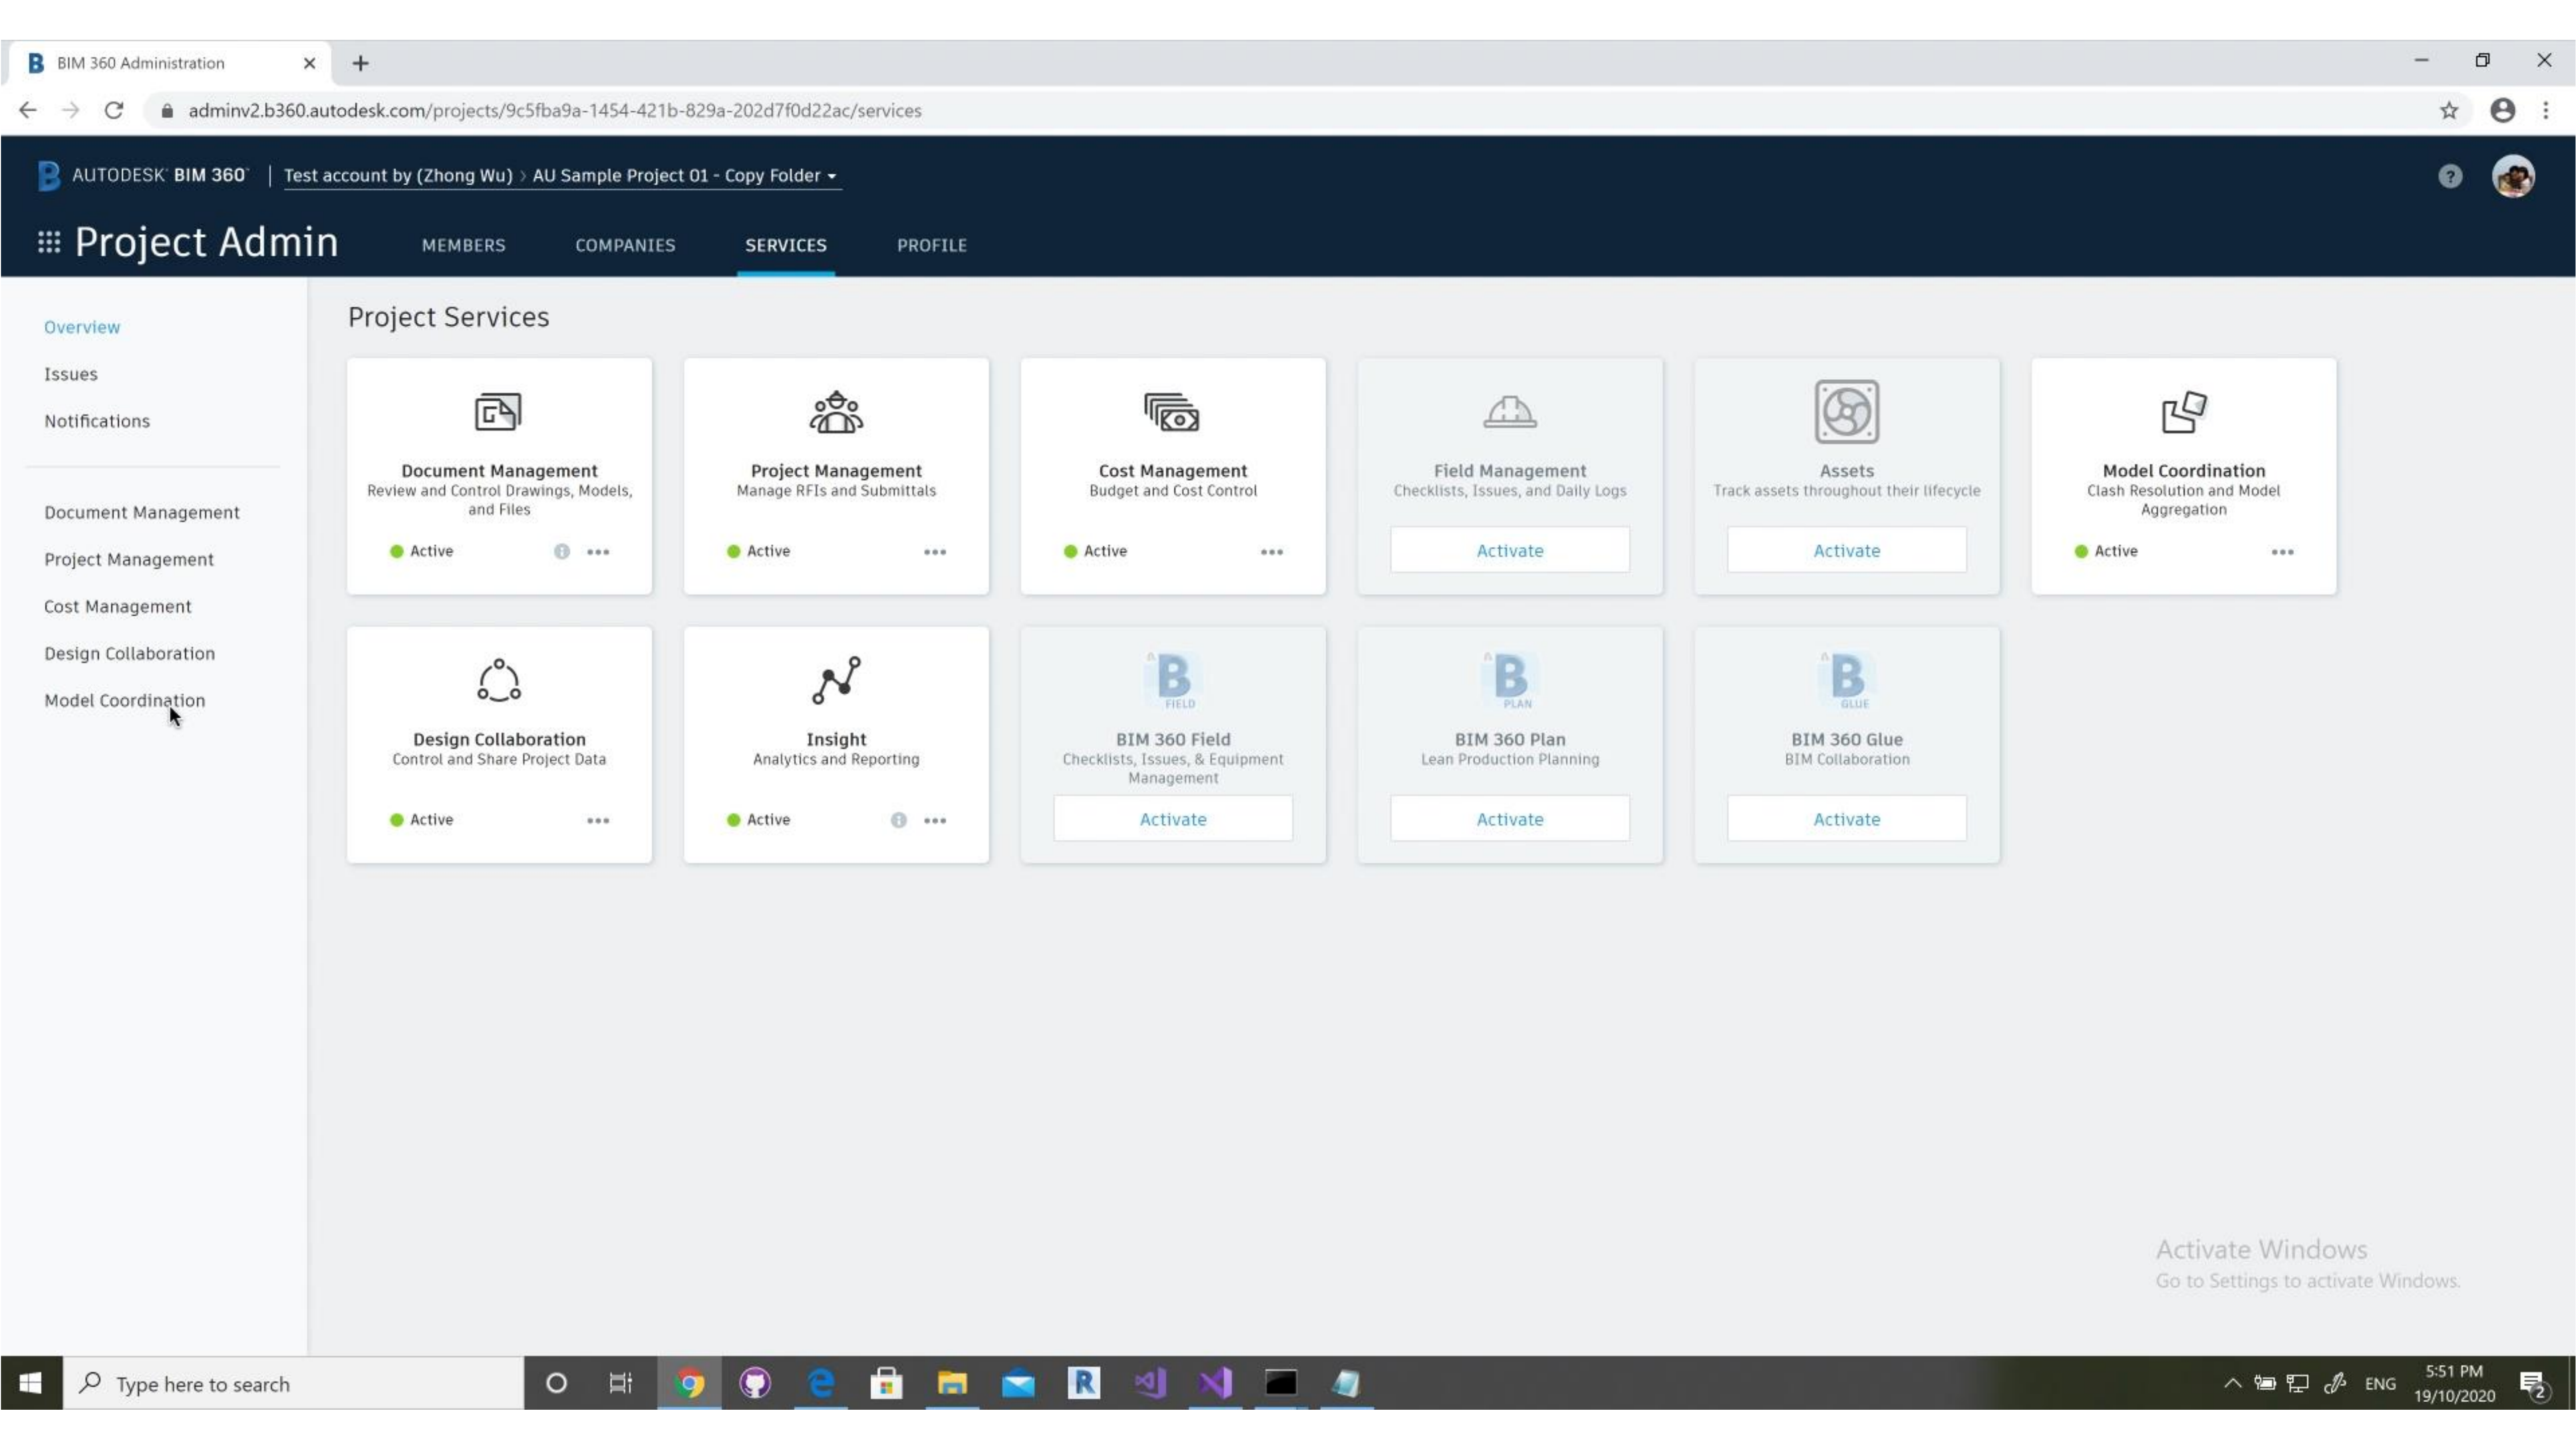 BIM 360 Administration
adminv2.b360.autodesk.com/projects/9c5fba9a-1454-421b-829a-202d7f0d22ac/services
AUTODESK BIM 360 | Test account by (Zhong Wu) > AU Sample Project 01 - Copy Folder
Project Admin MEMBERS COMPANIES SERVICES PROFILE
Overview
Issues
Notifications
Document Management
Project Management
Cost Management
Design Collaboration
Model Coordination
Project Services
Document Management
Review and Control Drawings, Models,
and Files
Active
Project Management
Manage RFIs and Submittals
Active
Cost Management
Budget and Cost Control
Active
Field Management
Checklists, Issues, and Daily Logs
Activate
Assets
Track assets throughout their lifecycle
Activate
Model Coordination
Clash Resolution and Model
Aggregation
Active
Design Collaboration
Control and Share Project Data
Active
Insight
Analytics and Reporting
Active
FIELD
BIM 360 Field
Checklists, Issues, & Equipment
Management
Activate
PLAN
BIM 360 Plan
Lean Production Planning
Activate
GLUE
BIM 360 Glue
BIM Collaboration
Activate
Activate Windows
Go to Settings to activate Windows.
Type here to search
ENG
5:51 PM
19/10/2020
2